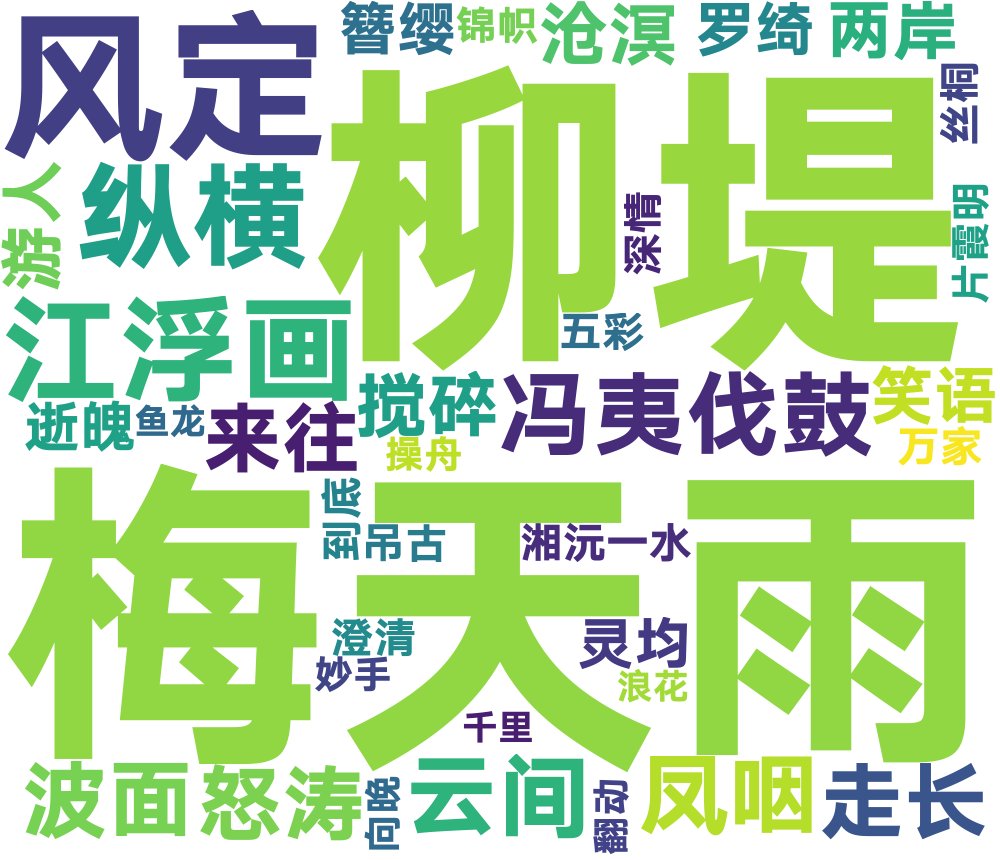 风定
簪缨
锦帜
沧溟
罗绮
两岸
柳堤
丝桐
游人
纵横
深情
片霞明
江浮画
五彩
逝魄
鱼龙
来往
搅碎
操舟
冯夷伐鼓
笑语
万家
梅天雨
到底
吊古
湘沅一水
澄清
妙手
灵均
浪花
千里
波面
怒涛
向晚
云间
翻动
凤咽
走长